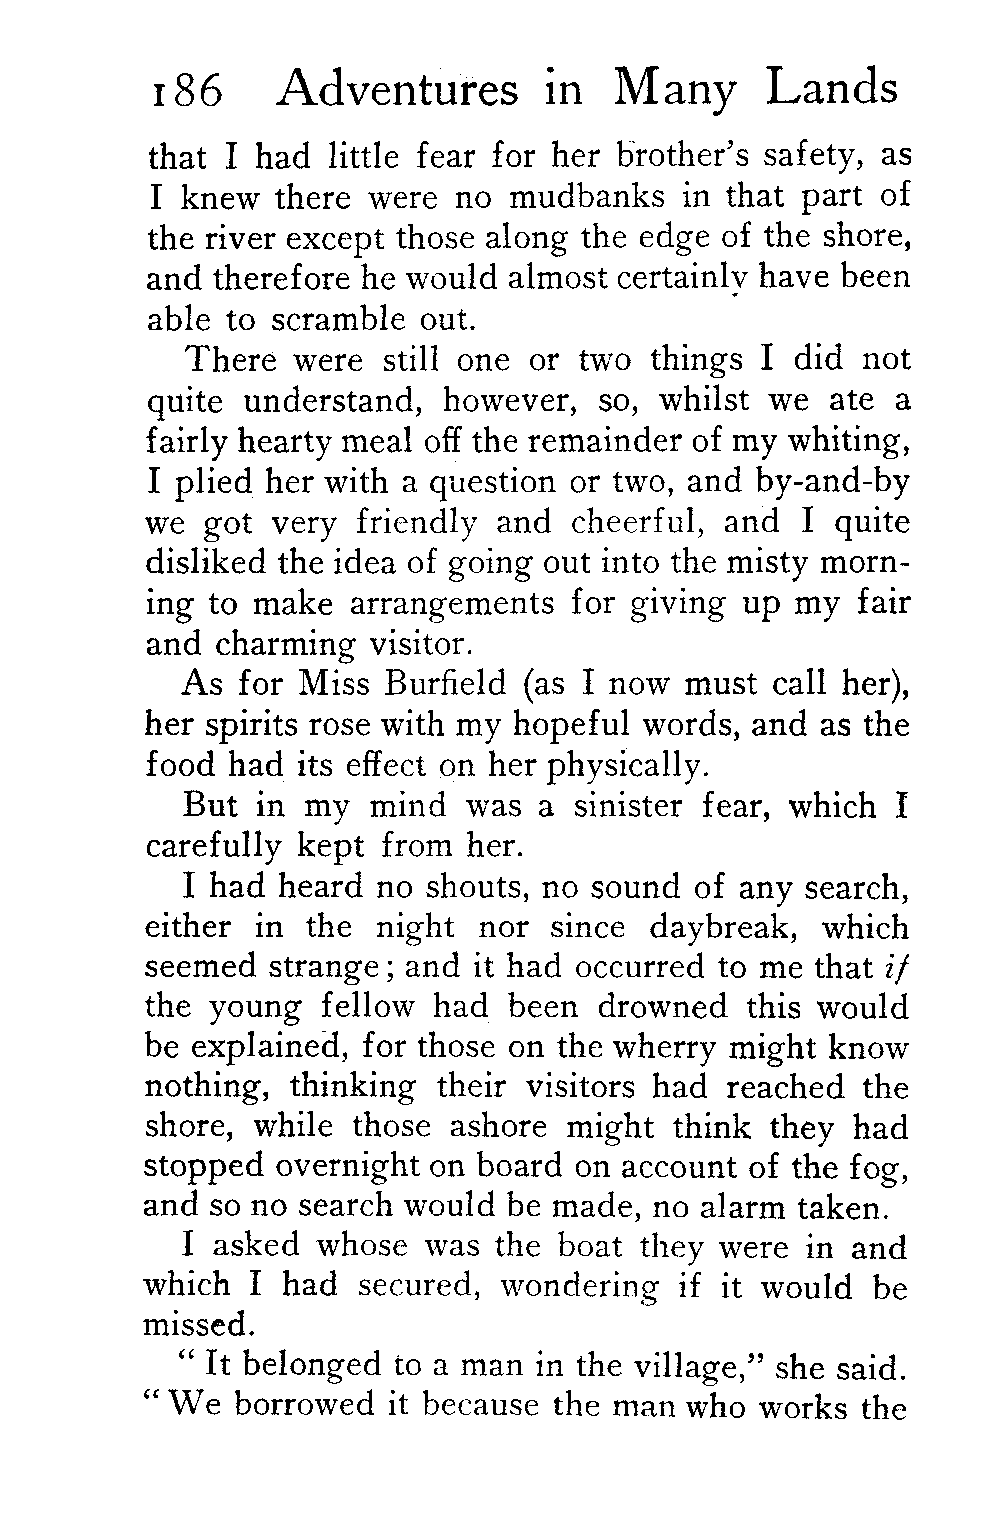 186 Adventures in Many Lands
that I had little fear for her brother's safety, as
I knew there were no mudbanks in that part of
the river except those along the edge of the shore,
and therefore he would almost certainly have been
able to scramble out.
There were still one or two things I did not
quite understand, however, so, whilst we ate a
fairly hearty meal off the remainder of my whiting,
I plied her with a question or two, and by-and-by
we got very friendly and cheerful, and I quite
disliked the idea of going out into the misty morn-
ing to make arrangements for giving up my fair
and charming visitor.
As for Miss Burfield (as I now must call her),
her spirits rose with my hopeful words, and as the
food had its effect on her physically.
But in my mind was a sinister fear, which I
carefully kept from her.
I had heard no shouts, no sound of any search,
either in the night nor since daybreak, which
seemed strange; and it had occurred to me that if
the young fellow had been drowned this would
be explained, for those on the wherry might know
nothing, thinking their visitors had reached the
shore, while those ashore might think they had
stopped overnight on board on account of the fog,
and so no search would be made, no alarm taken.
I asked whose was the boat they were in and
which I had secured, wondering if it would be
missed.
“It belonged to a man in the village,” she said.
“We borrowed it because the man who works the